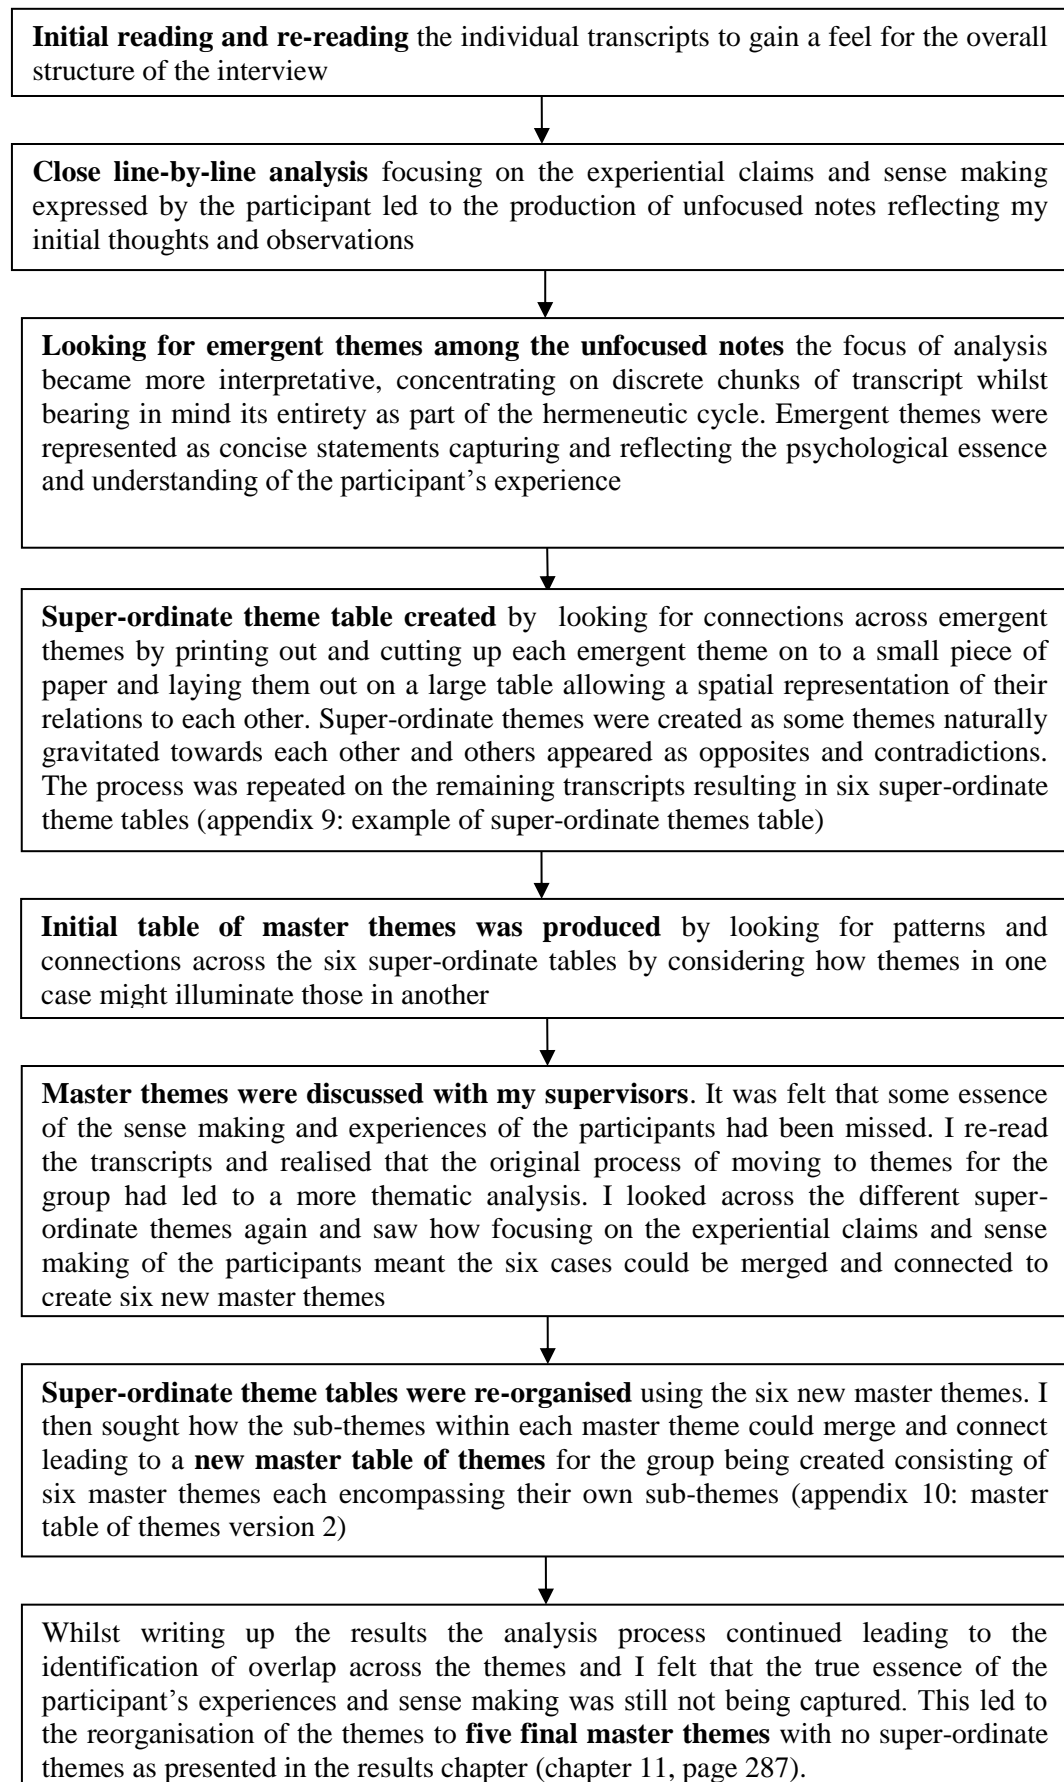 Initial reading and re-reading the individual transcripts to gain a feel for the overall
structure of the interview
Close line-by-line analysis focusing on the experiential claims and sense making
expressed by the participant led to the production of unfocused notes reflecting my
initial thoughts and observations
Looking for emergent themes among the unfocused notes the focus of analysis
became more interpretative, concentrating on discrete chunks of transcript whilst
bearing in mind its entirety as part of the hermeneutic cycle. Emergent themes were
represented as concise statements capturing and reflecting the psychological essence
and understanding of the participant’s experience
Super-ordinate theme table created by looking for connections across emergent
themes by printing out and cutting up each emergent theme on to a small piece of
paper and laying them out on a large table allowing a spatial representation of their
relations to each other. Super-ordinate themes were created as some themes naturally
gravitated towards each other and others appeared as opposites and contradictions.
The process was repeated on the remaining transcripts resulting in six super-ordinate
theme tables (appendix 9: example of super-ordinate themes table)
Initial table of master themes was produced by looking for patterns and
connections across the six super-ordinate tables by considering how themes in one
case might illuminate those in another
Master themes were discussed with my supervisors. It was felt that some essence
of the sense making and experiences of the participants had been missed. I re-read
the transcripts and realised that the original process of moving to themes for the
group had led to a more thematic analysis. I looked across the different super-
ordinate themes again and saw how focusing on the experiential claims and sense
making of the participants meant the six cases could be merged and connected to
create six new master themes
Super-ordinate theme tables were re-organised using the six new master themes. I
then sought how the sub-themes within each master theme could merge and connect
leading to a new master table of themes for the group being created consisting of
six master themes each encompassing their own sub-themes (appendix 10: master
table of themes version 2)
Whilst writing up the results the analysis process continued leading to the
identification of overlap across the themes and I felt that the true essence of the
participant’s experiences and sense making was still not being captured. This led to
the reorganisation of the themes to five final master themes with no super-ordinate
themes as presented in the results chapter (chapter 11, page 287).